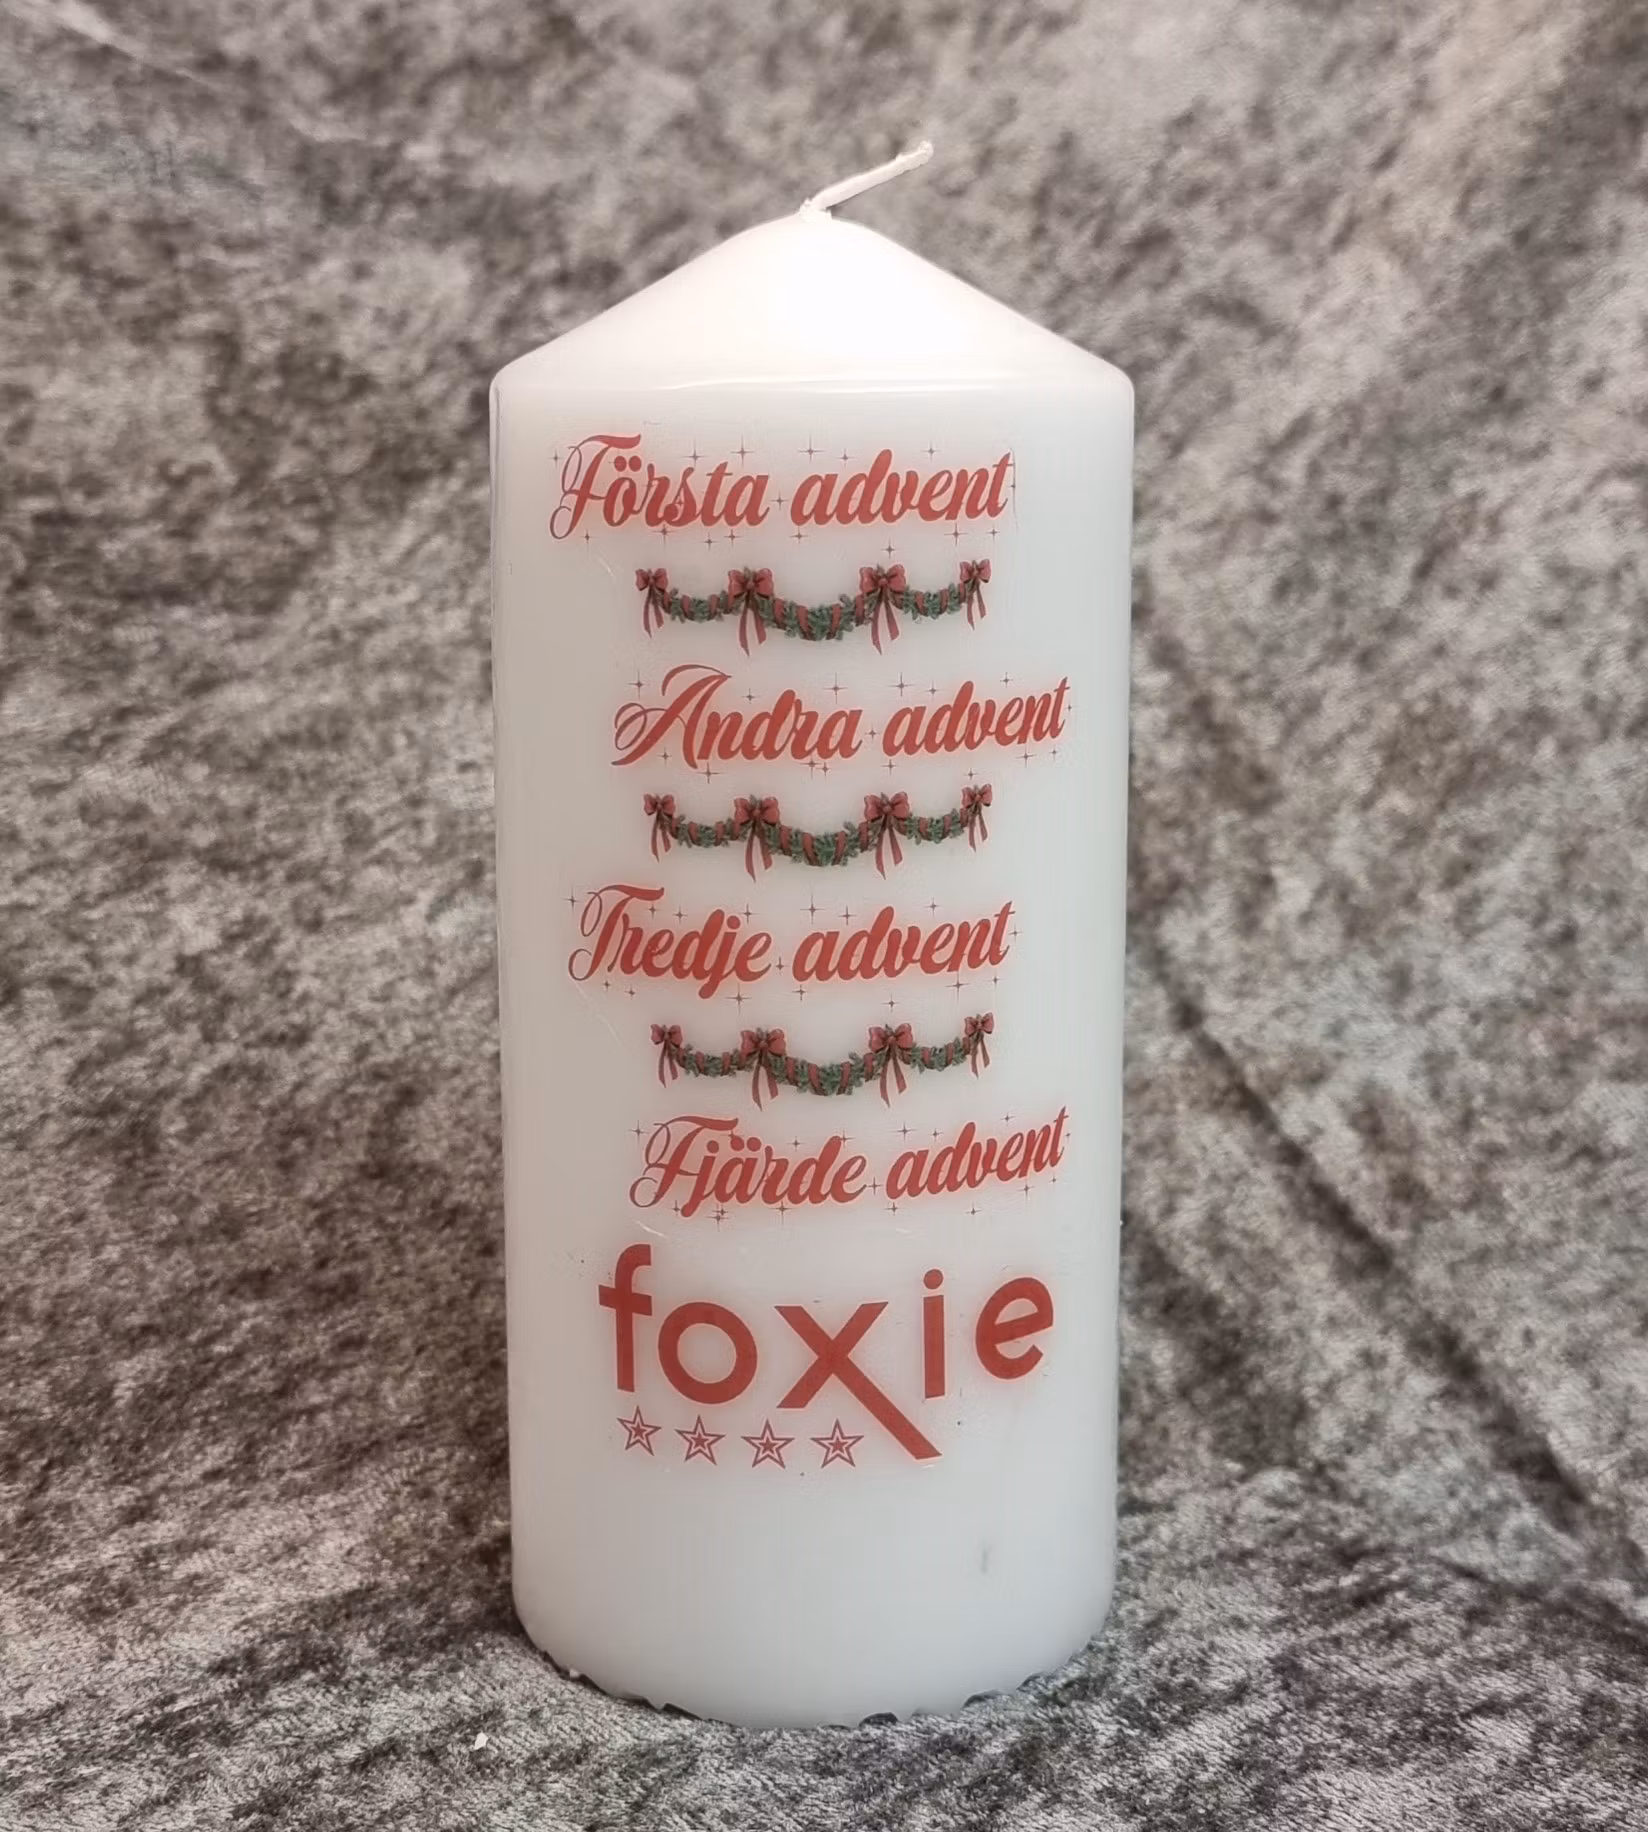 Första advent
Andra advent
Tredje advent
Fjärde advent
foxie